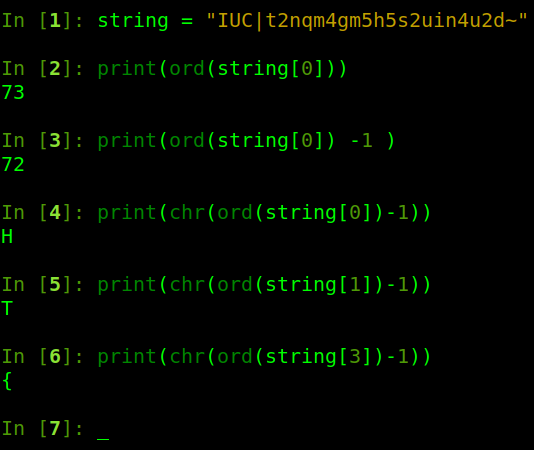 In [1]: string = "IUC|t2nqm4gm5h5s2uin4u2d~"
In [2]: print(ord(string[0]))
73
In [3]: print(ord(string[0]) -1 )
72
In [4]: print(chr(ord(string[0])-1))
H
In [5]: print(chr(ord(string[1])-1))
T
In [6]: print(chr(ord(string[3])-1))
{
In [7]: _